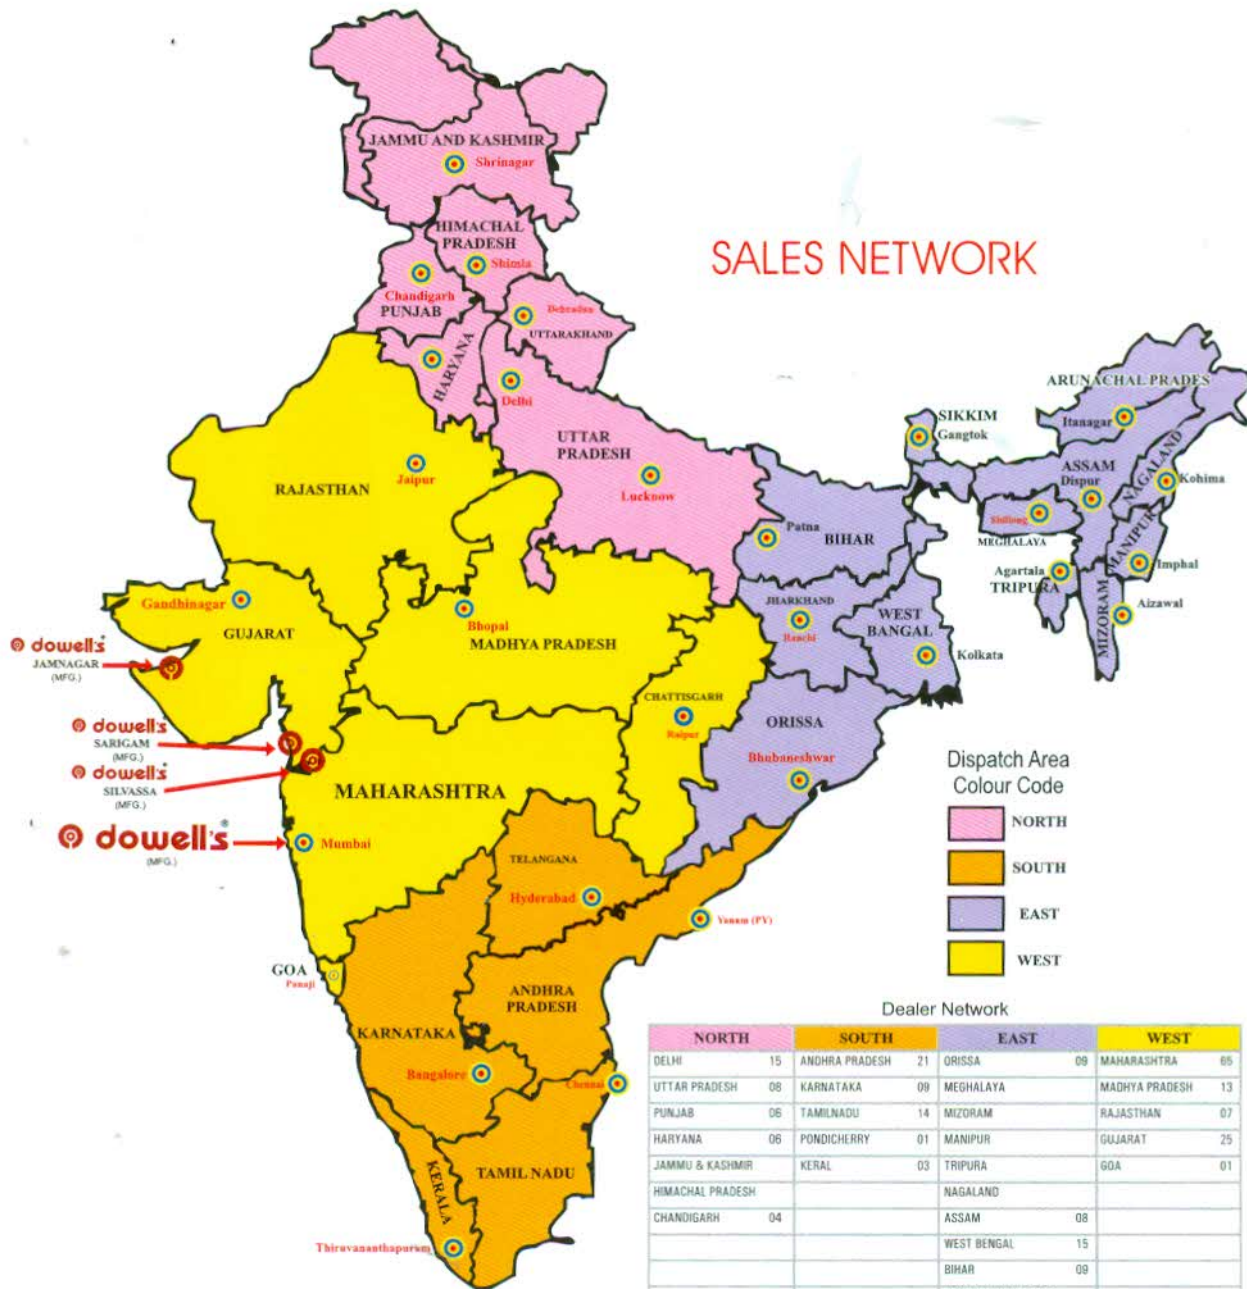 JAMMU AND KASHMIR
Shrinagar
HIMACHAL
PRADESH
Shimla
SALES NETWORK
Chandigarh
PUNJAB
Dehradun
UTTARAKHAND
HARYANA
Delhi
UTTAR
PRADESH
Lucknow
RAJASTHAN
Jaipur
SIKKIM
Gangtok
ARUNACHAL PRADES
Itanagar
ASSAM
Dispur
NAGALAND
Kohima
Shillong
MEGHALAYA
MANIPUR
Imphal
Agartala
TRIPURA
MIZORAM
Aizawal
Patna
BIHAR
JHARKHAND
Ranchi
WEST
BANGAL
Kolkata
Gandhinagar
GUJARAT
Bhopal
MADHYA PRADESH
dowell's®
JAMNAGAR
(MFG.)
dowell's®
SARIGAM
(MFG.)
dowell's®
SILVASSA
(MFG.)
dowell's®
(MFG.)
Mumbai
MAHARASHTRA
CHATTISGARH
Raipur
ORISSA
Bhubaneshwar
TELANGANA
Hyderabad
Yanam (PY)
GOA
Panaji
ANDHRA
PRADESH
KARNATAKA
Bangalore
Chennai
KERALA
TAMIL NADU
Thiruvananthapuram
Dispatch Area
Colour Code
NORTH
SOUTH
EAST
WEST
Dealer Network
NORTH SOUTH EAST WEST
DELHI 15 ANDHRA PRADESH 21 ORISSA 09 MAHARASHTRA 65
UTTAR PRADESH 08 KARNATAKA 09 MEGHALAYA MADHYA PRADESH 13
PUNJAB 06 TAMILNADU 14 MIZORAM RAJASTHAN 07
HARYANA 06 PONDICHERRY 01 MANIPUR GUJARAT 25
JAMMU & KASHMIR KERAL 03 TRIPURA GOA 01
HIMACHAL PRADESH NAGALAND
CHANDIGARH 04 ASSAM 08
WEST BENGAL 15
BIHAR 09